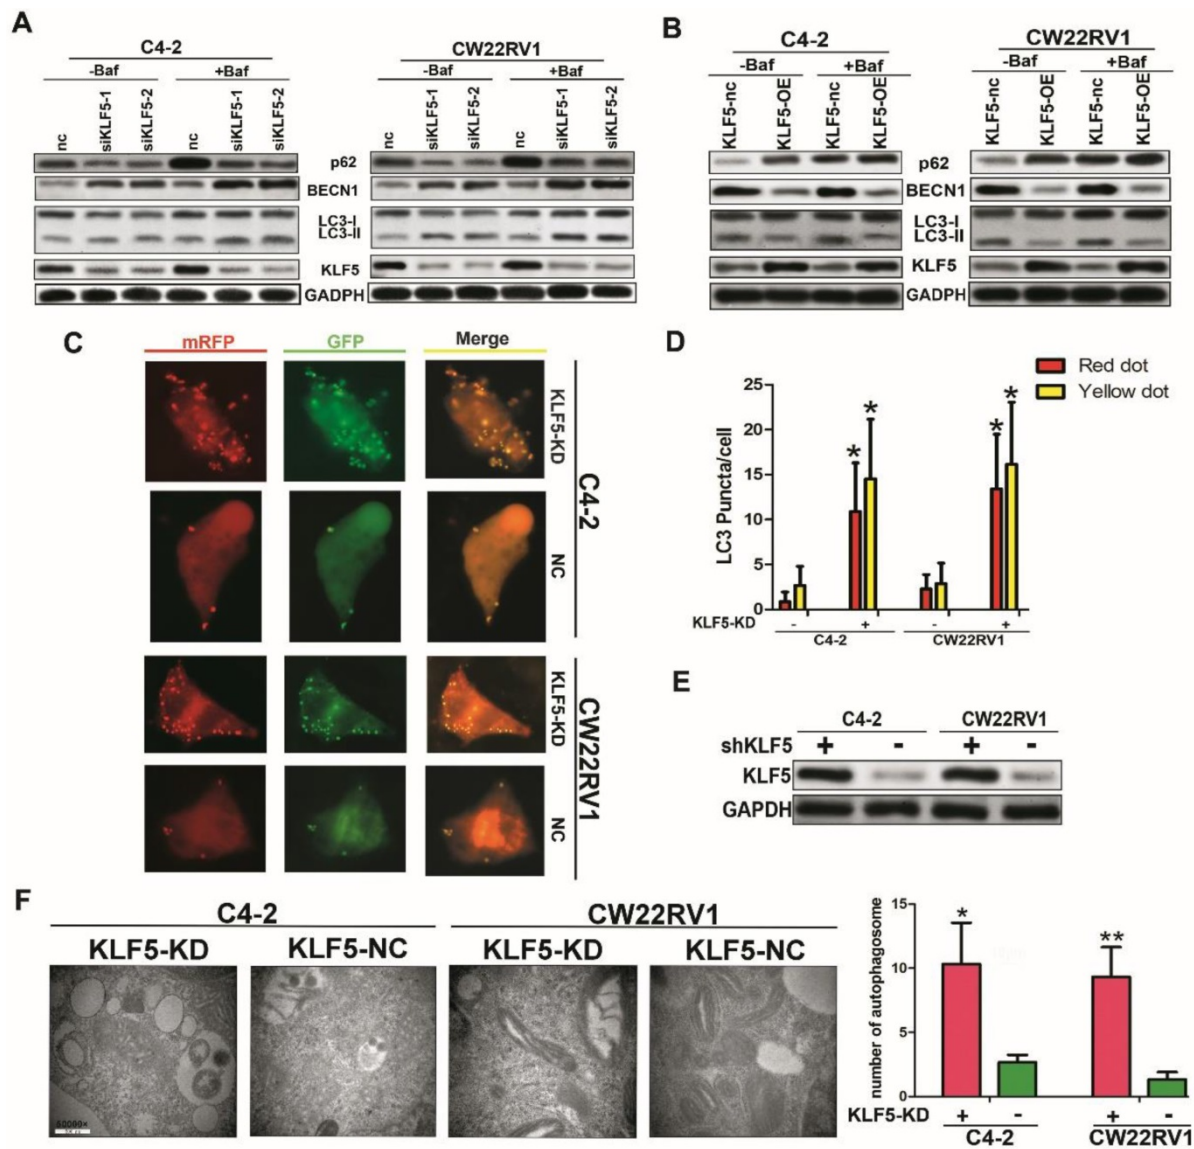 A
C4-2
-Baf +Baf
nc siKLF5-1 siKLF5-2 nc siKLF5-1 siKLF5-2
CW22RV1
-Baf +Baf
nc siKLF5-1 siKLF5-2 nc siKLF5-1 siKLF5-2
p62
BECN1
LC3-I
LC3-II
KLF5
GADPH
B
C4-2
-Baf +Baf
KLF5-nc KLF5-OE KLF5-nc KLF5-OE
CW22RV1
-Baf +Baf
KLF5-nc KLF5-OE KLF5-nc KLF5-OE
p62
BECN1
LC3-I
LC3-II
KLF5
GADPH
C
mRFP GFP Merge
KLF5-KD
NC
C4-2
KLF5-KD
NC
CW22RV1
D
Red dot
Yellow dot
LC3 Puncta/cell
25
20
15
10
5
0
* * * *
KLF5-KD - + - +
C4-2 CW22RV1
E
C4-2 CW22RV1
shKLF5 + - + -
KLF5
GAPDH
F
C4-2 CW22RV1
KLF5-KD KLF5-NC KLF5-KD KLF5-NC
number of autophagosome
15
10
5
0
* **
KLF5-KD + - + -
C4-2 CW22RV1